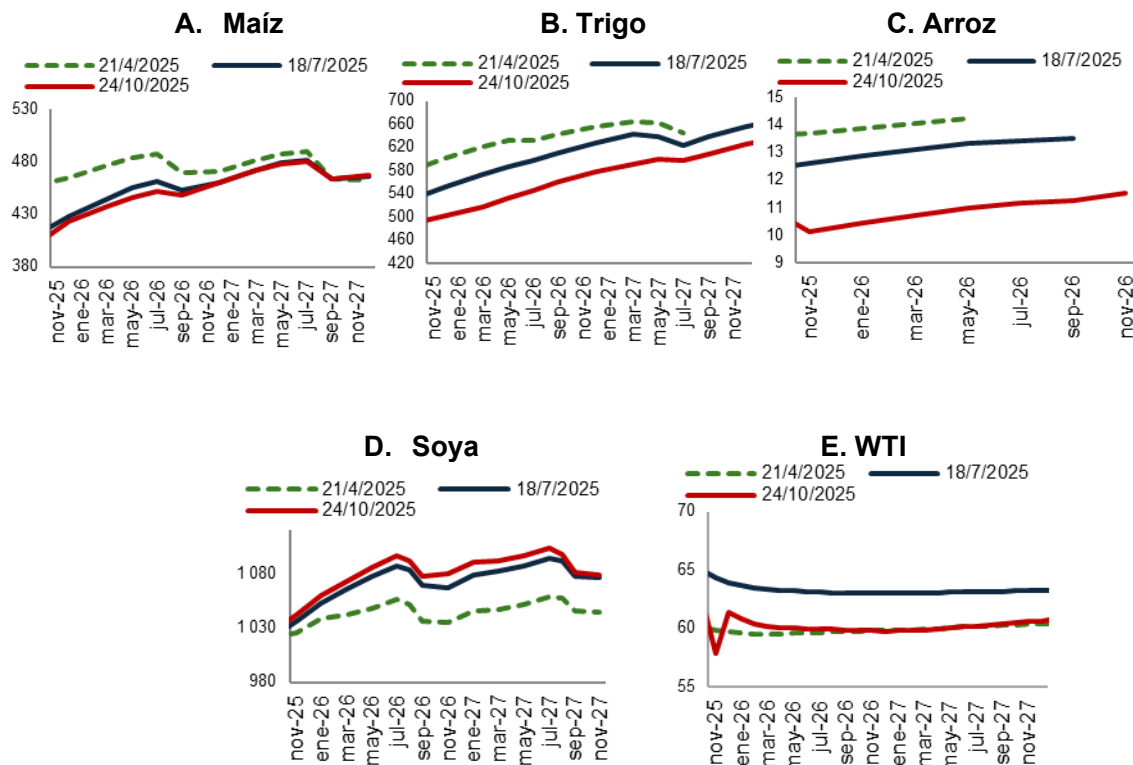 A. Maíz
21/4/2025
18/7/2025
24/10/2025
530
480
430
380
nov-25
ene-26
mar-26
may-26
jul-26
sep-26
nov-26
ene-27
mar-27
may-27
jul-27
sep-27
nov-27
B. Trigo
21/4/2025
18/7/2025
24/10/2025
700
660
620
580
540
500
460
420
nov-25
ene-26
mar-26
may-26
jul-26
sep-26
nov-26
ene-27
mar-27
may-27
jul-27
sep-27
nov-27
C. Arroz
21/4/2025
18/7/2025
24/10/2025
15
14
13
12
11
10
9
nov-25
ene-26
mar-26
may-26
jul-26
sep-26
nov-26
D. Soya
21/4/2025
18/7/2025
24/10/2025
1 080
1 030
980
nov-25
ene-26
mar-26
may-26
jul-26
sep-26
nov-26
ene-27
mar-27
may-27
jul-27
sep-27
nov-27
E. WTI
21/4/2025
18/7/2025
24/10/2025
70
65
60
55
nov-25
ene-26
mar-26
may-26
jul-26
sep-26
nov-26
ene-27
mar-27
may-27
jul-27
sep-27
nov-27